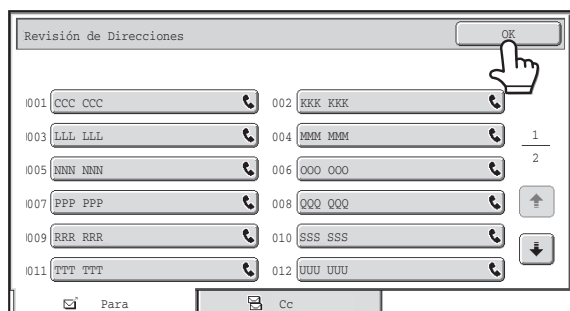 Revisión de Direcciones OK
001 CCC CCC 002 KKK KKK
003 LLL LLL 004 MMM MMM 1
005 NNN NNN 006 OOO OOO 2
007 PPP PPP 008 QQQ QQQ
009 RRR RRR 010 SSS SSS
011 TTT TTT 012 UUU UUU
Para Cc